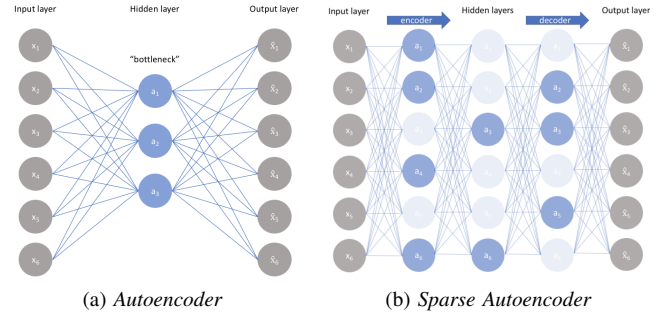 Input layer
Hidden layer
Output layer
"bottleneck"
x₁
x₂
x₃
x₄
x₅
x₆
a₁
a₂
a₃
x̂₁
x̂₂
x̂₃
x̂₄
x̂₅
x̂₆
(a) Autoencoder
Input layer
Hidden layers
Output layer
encoder
decoder
x₁
x₂
x₃
x₄
x₅
x₆
a₁
a₂
a₄
a₆
a₃
a₆
a₂
a₃
a₅
x̂₁
x̂₂
x̂₃
x̂₄
x̂₅
x̂₆
(b) Sparse Autoencoder